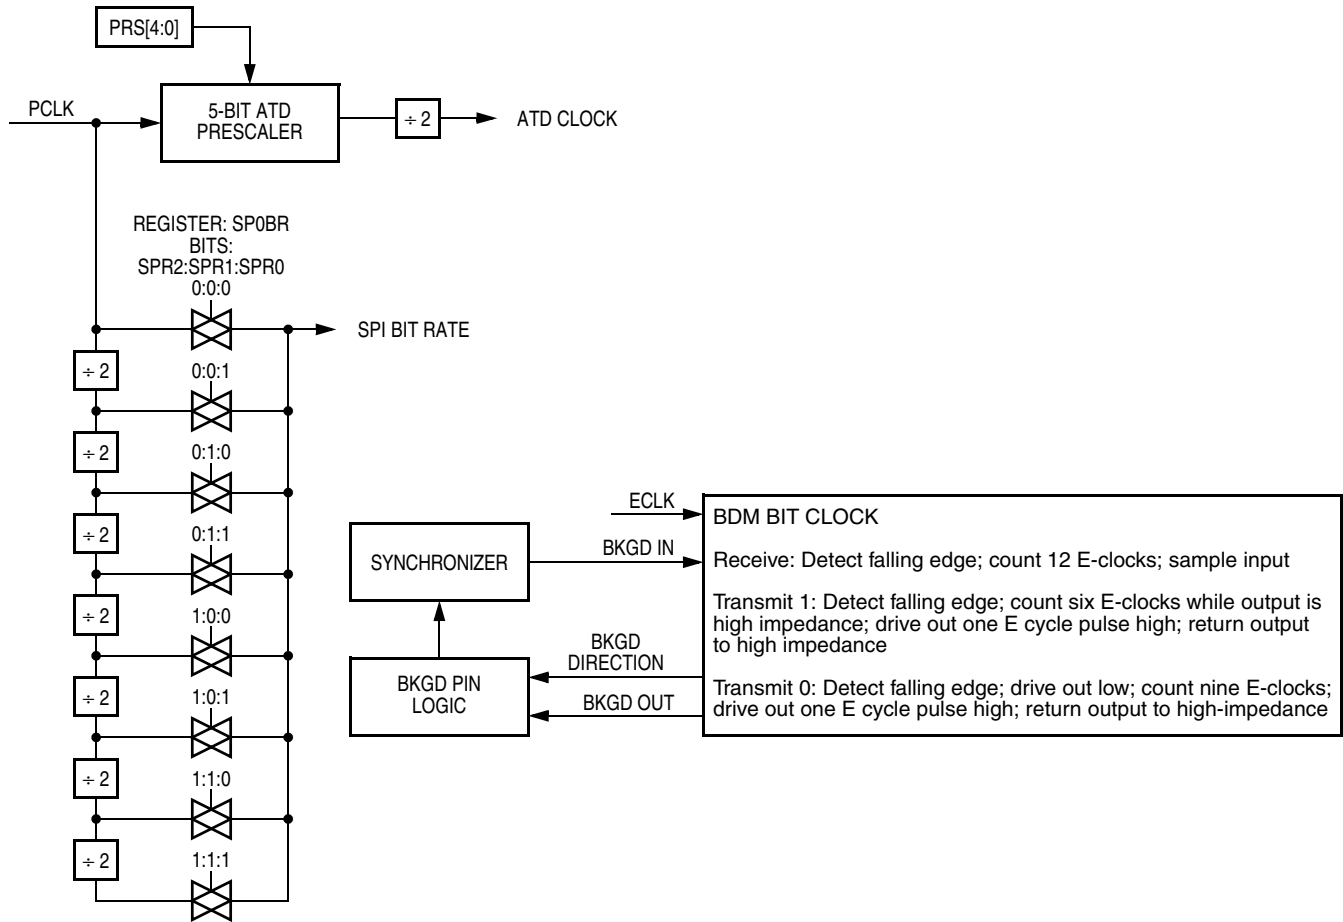 PRS[4:0]
PCLK
5-BIT ATD
PRESCALER
÷ 2
ATD CLOCK
REGISTER: SP0BR
BITS:
SPR2:SPR1:SPR0
0:0:0
SPI BIT RATE
÷ 2
0:0:1
÷ 2
0:1:0
÷ 2
0:1:1
÷ 2
1:0:0
÷ 2
1:0:1
÷ 2
1:1:0
÷ 2
1:1:1
SYNCHRONIZER
BKGD PIN
LOGIC
ECLK
BKGD IN
BKGD
DIRECTION
BKGD OUT
BDM BIT CLOCK
Receive: Detect falling edge; count 12 E-clocks; sample input
Transmit 1: Detect falling edge; count six E-clocks while output is
high impedance; drive out one E cycle pulse high; return output
to high impedance
Transmit 0: Detect falling edge; drive out low; count nine E-clocks;
drive out one E cycle pulse high; return output to high-impedance